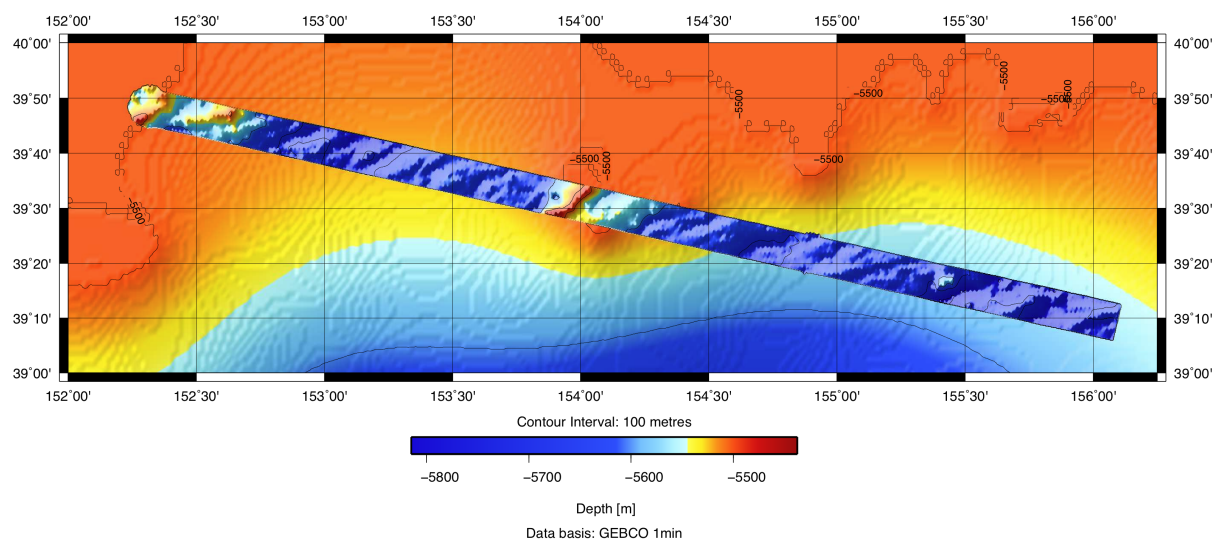 152˚00' 152˚30' 153˚00' 153˚30' 154˚00' 154˚30' 155˚00' 155˚30' 156˚00'
40˚00' 40˚00'
−5500
−5500 −5500
−5500 −5500
39˚50' 39˚50'
−5500
39˚40' 39˚40'
−5500 −5500
−5500
39˚30' 39˚30'
−5500
39˚20' 39˚20'
39˚10' 39˚10'
39˚00' 39˚00'
152˚00' 152˚30' 153˚00' 153˚30' 154˚00' 154˚30' 155˚00' 155˚30' 156˚00'
Contour Interval: 100 metres
−5800 −5700 −5600 −5500
Depth [m]
Data basis: GEBCO 1min